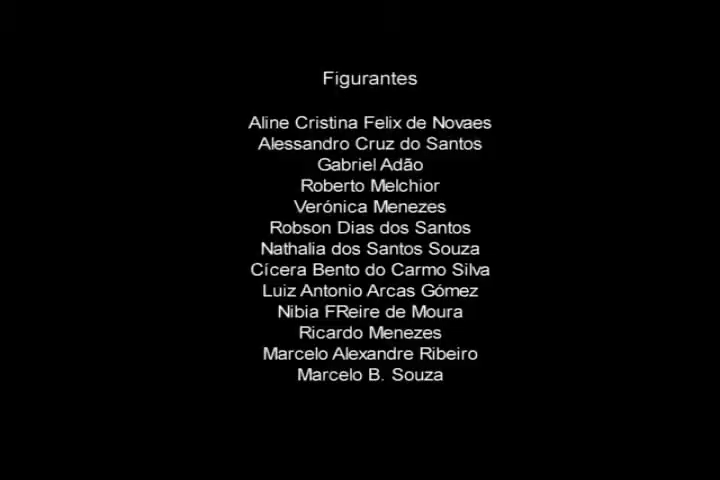 Figurantes
Aline Cristina Felix de Novaes
Alessandro Cruz do Santos
Gabriel Adão
Roberto Melchior
Verónica Menezes
Robson Dias dos Santos
Nathalia dos Santos Souza
Cícera Bento do Carmo Silva
Luiz Antonio Arcas Gómez
Nibia FReire de Moura
Ricardo Menezes
Marcelo Alexandre Ribeiro
Marcelo B. Souza